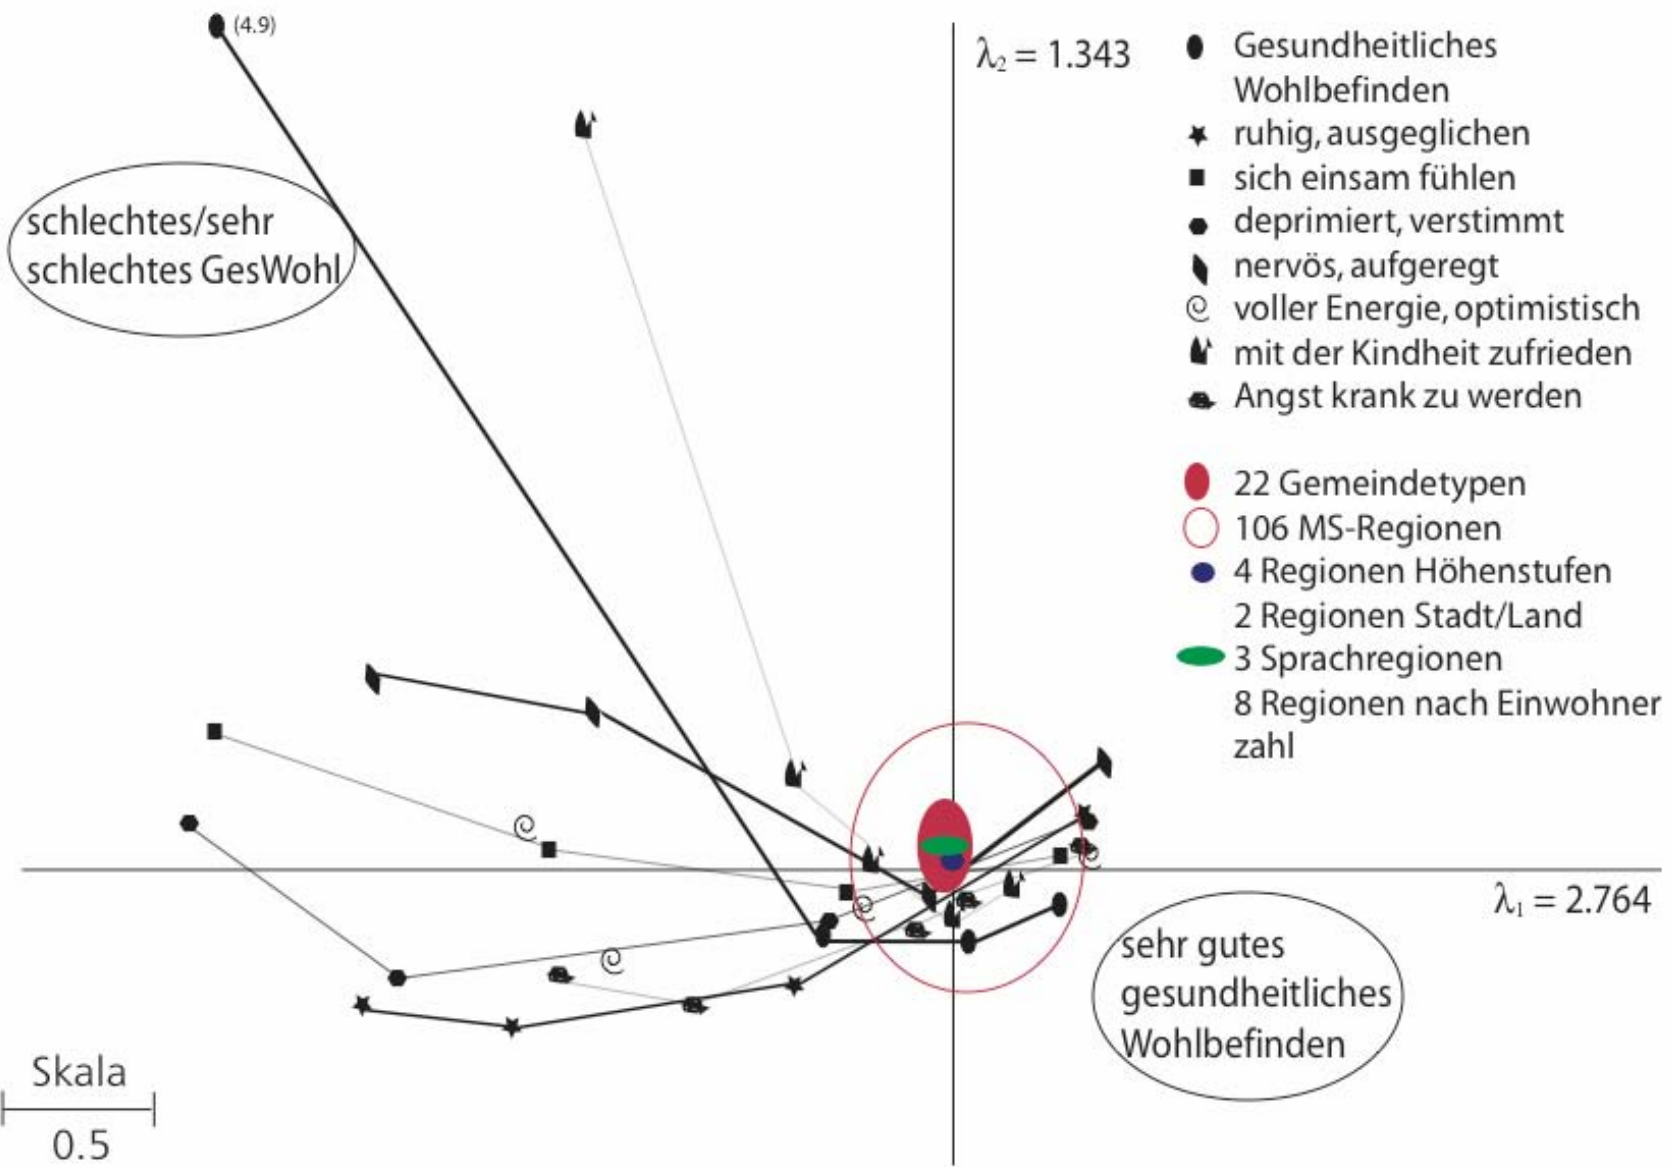 (4.9)
λ₂ = 1.343
Gesundheitliches
Wohlbefinden
ruhig, ausgeglichen
sich einsam fühlen
deprimiert, verstimmt
nervös, aufgeregt
voller Energie, optimistisch
mit der Kindheit zufrieden
Angst krank zu werden
22 Gemeindetypen
106 MS-Regionen
4 Regionen Höhenstufen
2 Regionen Stadt/Land
3 Sprachregionen
8 Regionen nach Einwohner
zahl
schlechtes/sehr
schlechtes GesWohl
λ₁ = 2.764
sehr gutes
gesundheitliches
Wohlbefinden
Skala
0.5